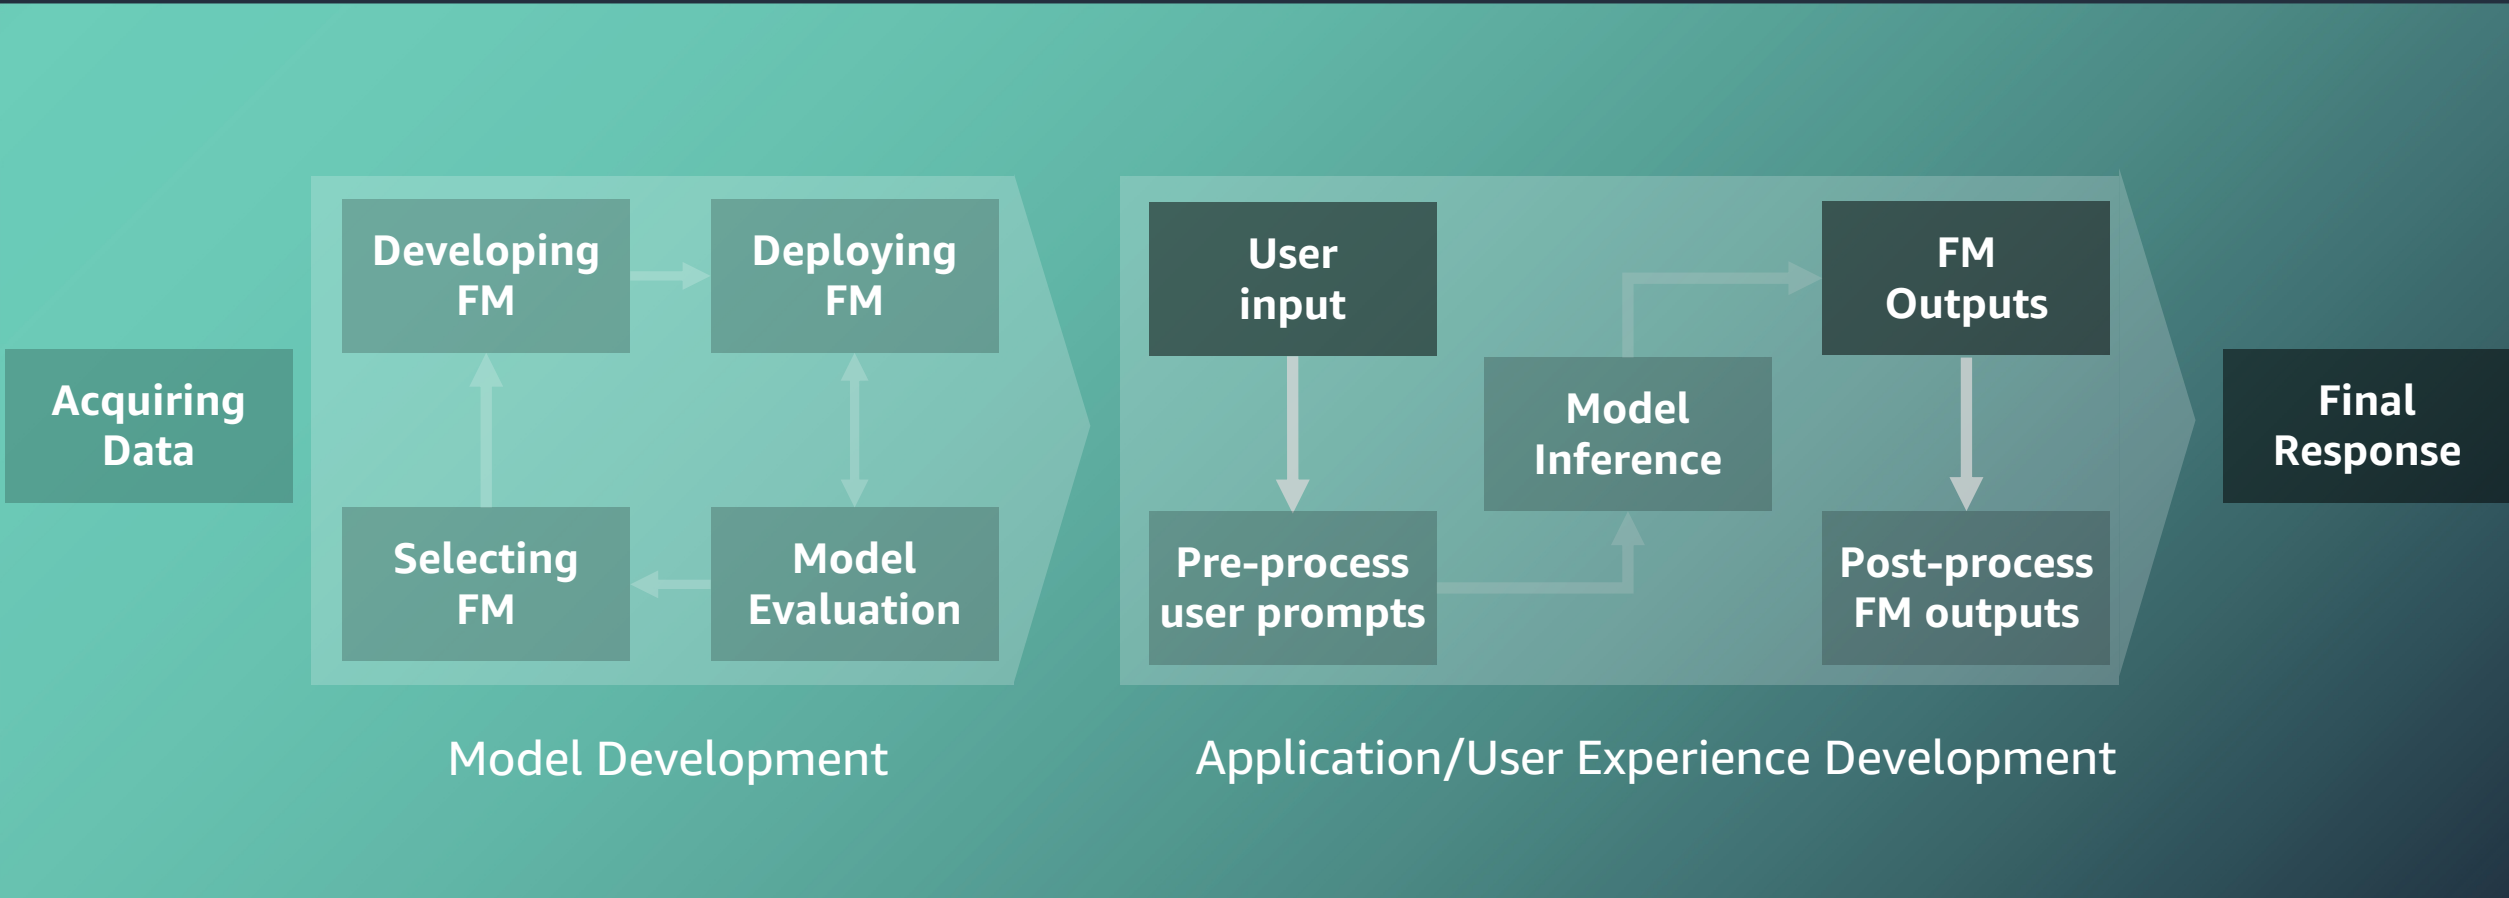 Acquiring
Data
Developing
FM
Deploying
FM
Selecting
FM
Model
Evaluation
Model Development
User
input
Pre-process
user prompts
Model
Inference
FM
Outputs
Post-process
FM outputs
Application/User Experience Development
Final
Response